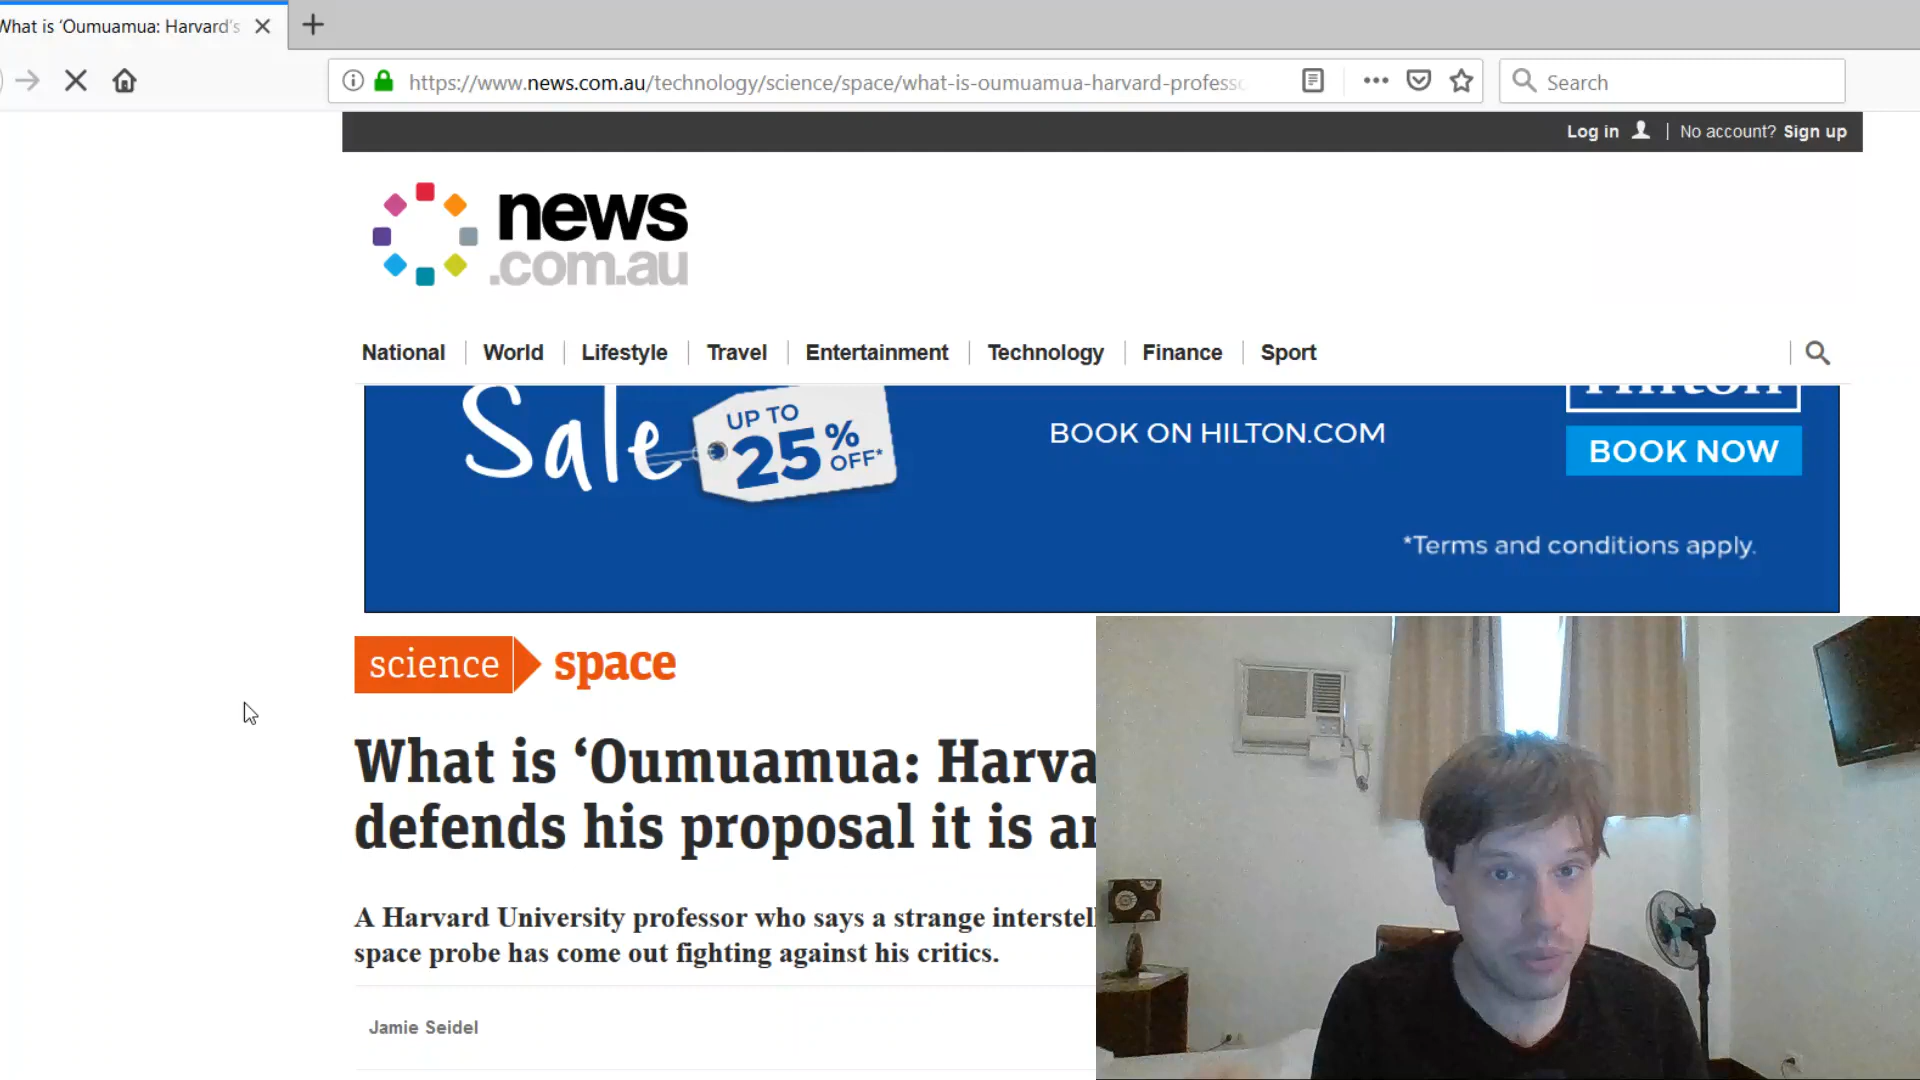 What is ‘Oumuamua: Harvard's
https://www.news.com.au/technology/science/space/what-is-oumuamua-harvard-professo
Search
Log in | No account? Sign up
news
.com.au
National World Lifestyle Travel Entertainment Technology Finance Sport
Sale
UP TO
25% OFF*
BOOK ON HILTON.COM
Hilton
BOOK NOW
*Terms and conditions apply.
science space
What is ‘Oumuamua: Harva
defends his proposal it is an
A Harvard University professor who says a strange interstell
space probe has come out fighting against his critics.
Jamie Seidel